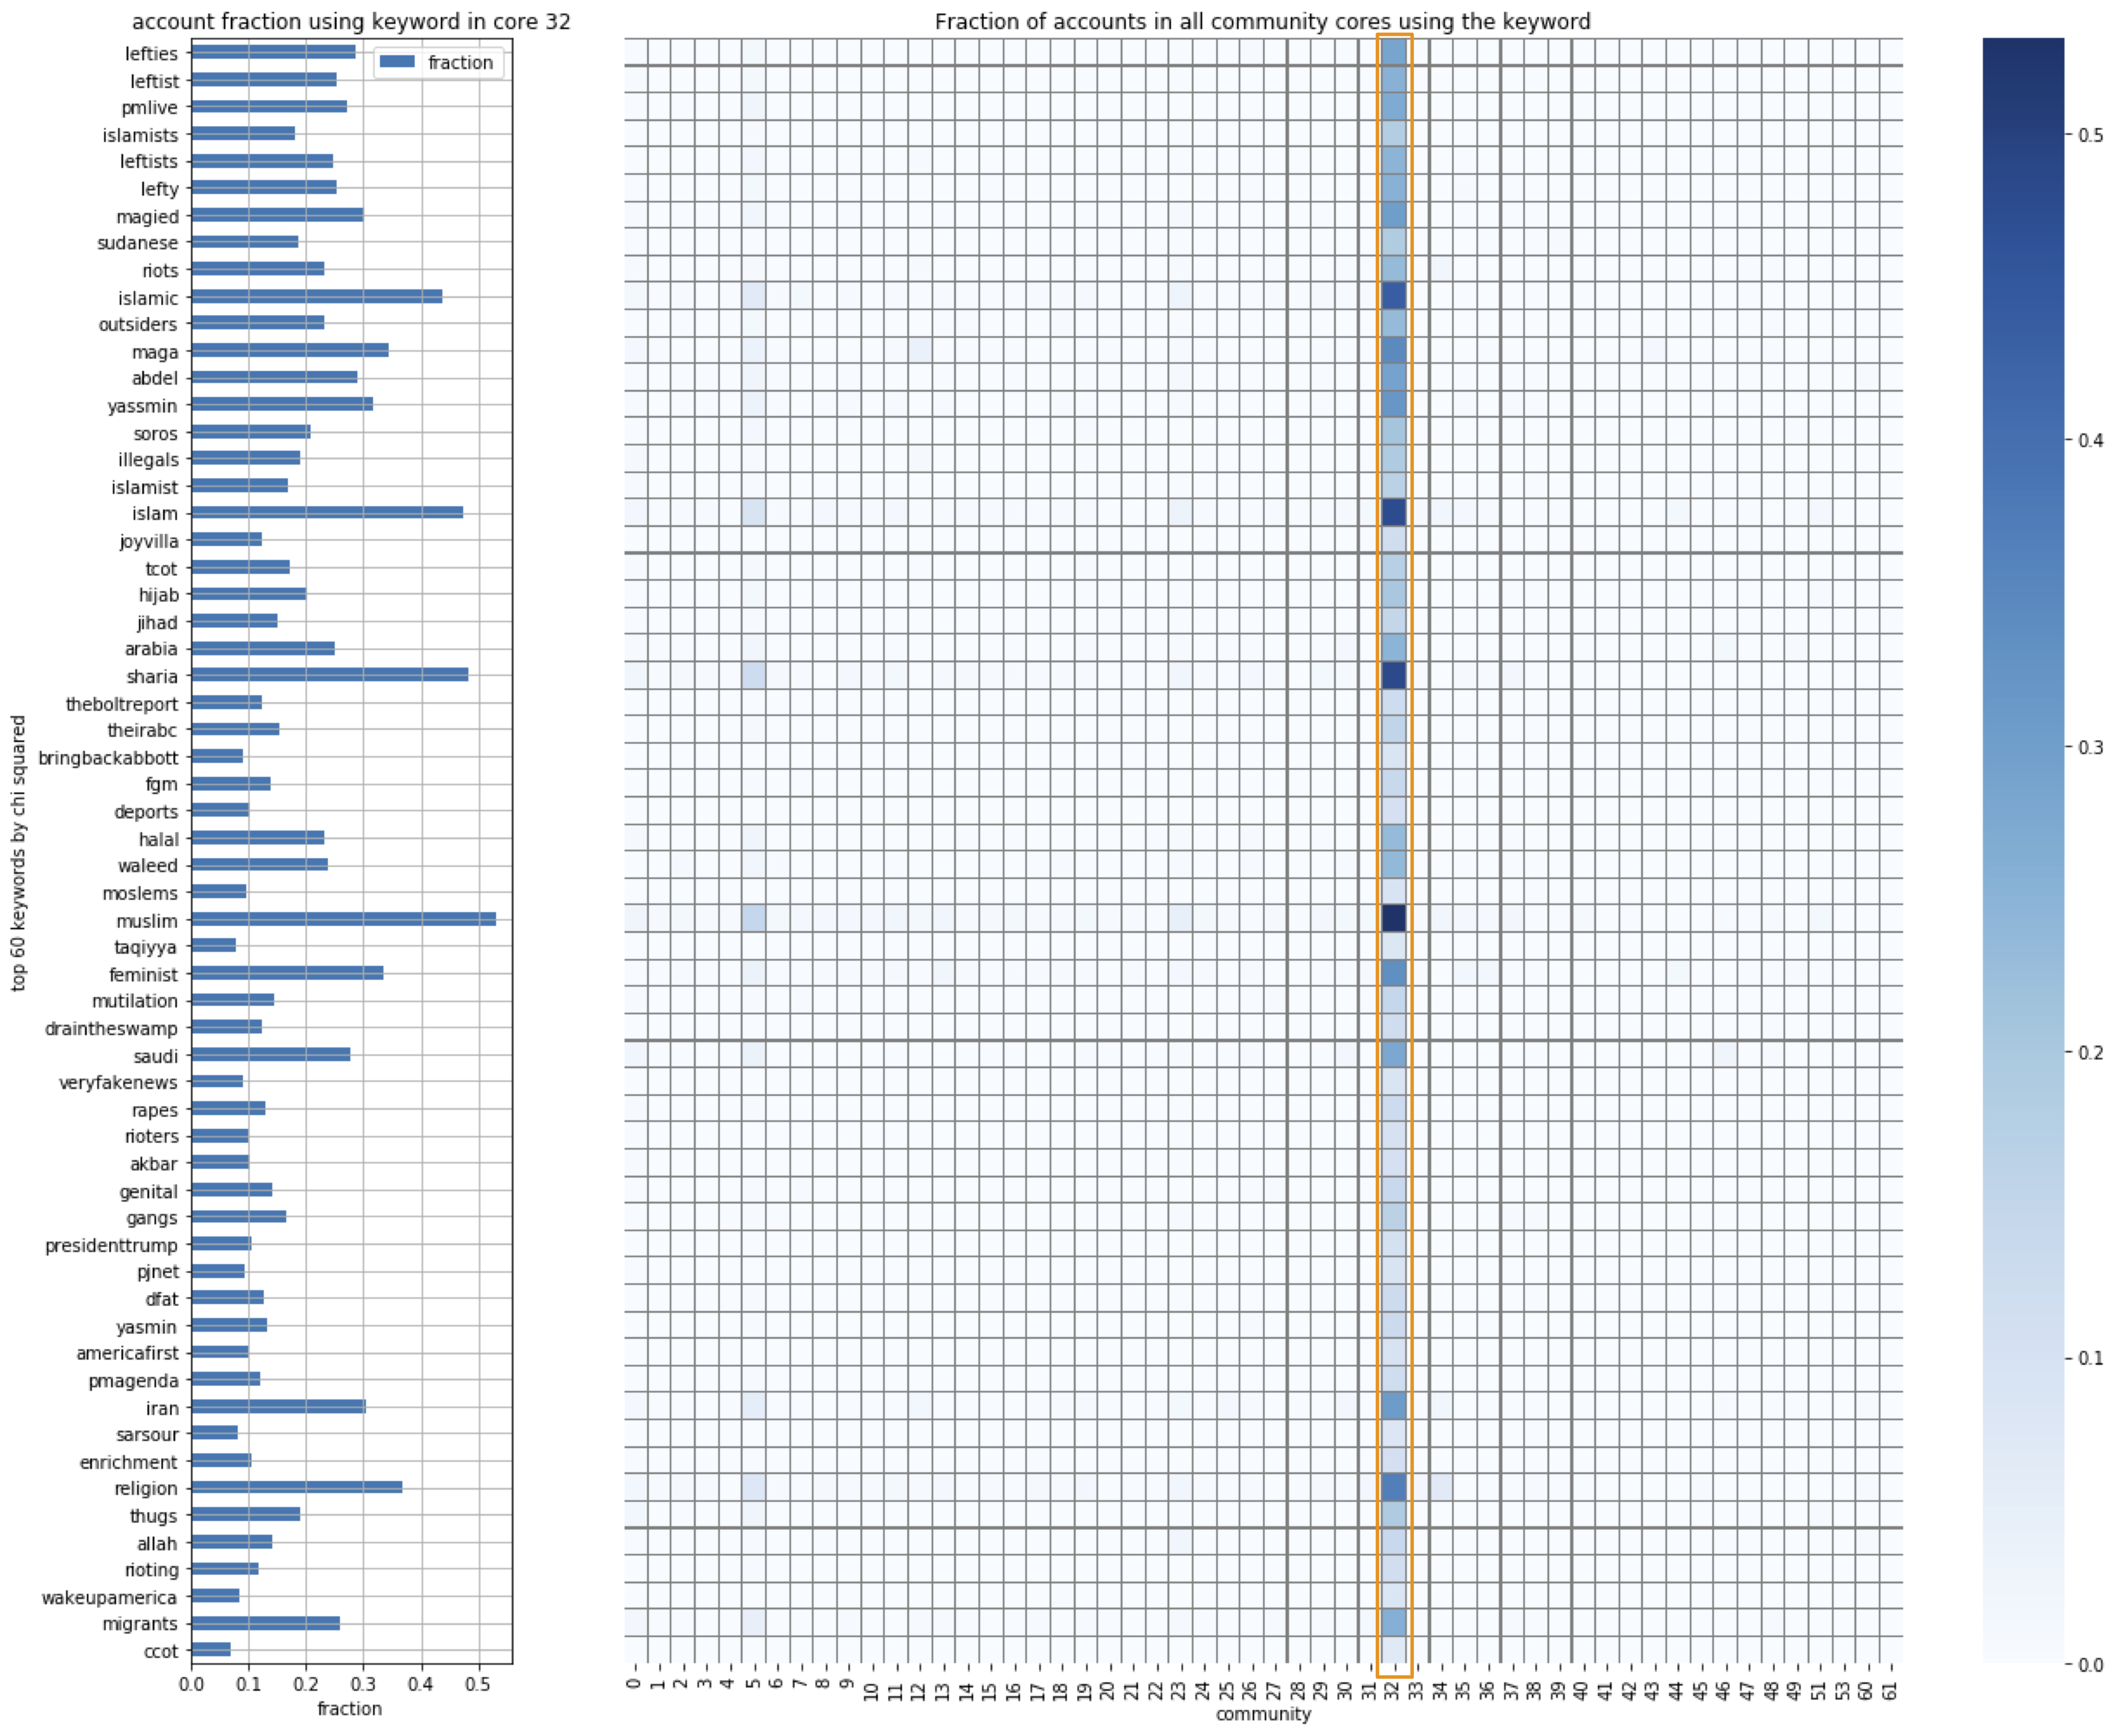 account fraction using keyword in core 32
fraction
lefties
leftist
pmlive
islamists
leftists
lefty
magied
sudanese
riots
islamic
outsiders
maga
abdel
yassmin
soros
illegals
islamist
islam
joyvilla
tcot
hijab
jihad
arabia
sharia
theboltreport
theirabc
bringbackabbott
fgm
deports
halal
waleed
moslems
muslim
taqiyya
feminist
mutilation
draintheswamp
saudi
veryfakenews
rapes
rioters
akbar
genital
gangs
presidenttrump
pjnet
dfat
yasmin
americafirst
pmagenda
iran
sarsour
enrichment
religion
thugs
allah
rioting
wakeupamerica
migrants
ccot
top 60 keywords by chi squared
0.0 0.1 0.2 0.3 0.4 0.5
fraction
Fraction of accounts in all community cores using the keyword
0 1 2 3 4 5 6 7 8 9 10 11 12 13 14 15 16 17 18 19 20 21 22 23 24 25 26 27 28 29 30 31 32 33 34 35 36 37 38 39 40 41 42 43 44 45 46 47 48 49 51 53 60 61
community
0.5
0.4
0.3
0.2
0.1
0.0